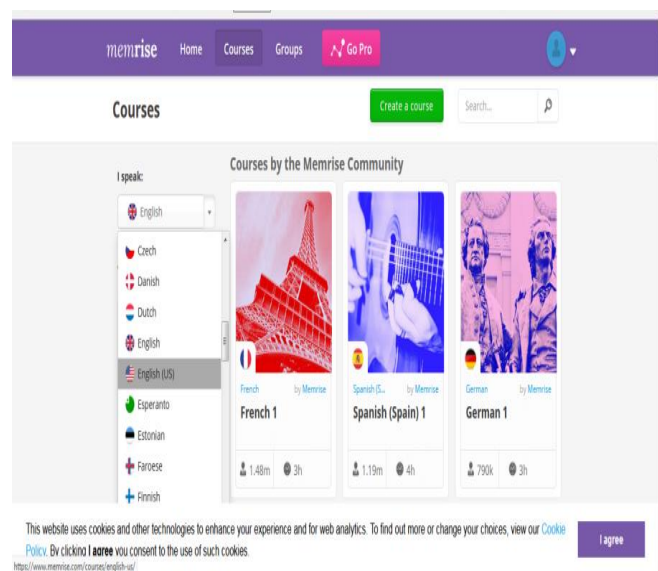 memrise Home Courses Groups Go Pro
Courses
Create a course
Search...
I speak:
English
Czech
Danish
Dutch
English
English (US)
Esperanto
Estonian
Faroese
Finnish
Courses by the Memrise Community
French by Memrise
French 1
1.48m 3h
Spanish (S... by Memrise
Spanish (Spain) 1
1.19m 4h
German by Memrise
German 1
790k 3h
This website uses cookies and other technologies to enhance your experience and for web analytics. To find out more or change your choices, view our Cookie
Policy. By clicking I agree you consent to the use of such cookies.
I agree
https://www.memrise.com/courses/english-us/